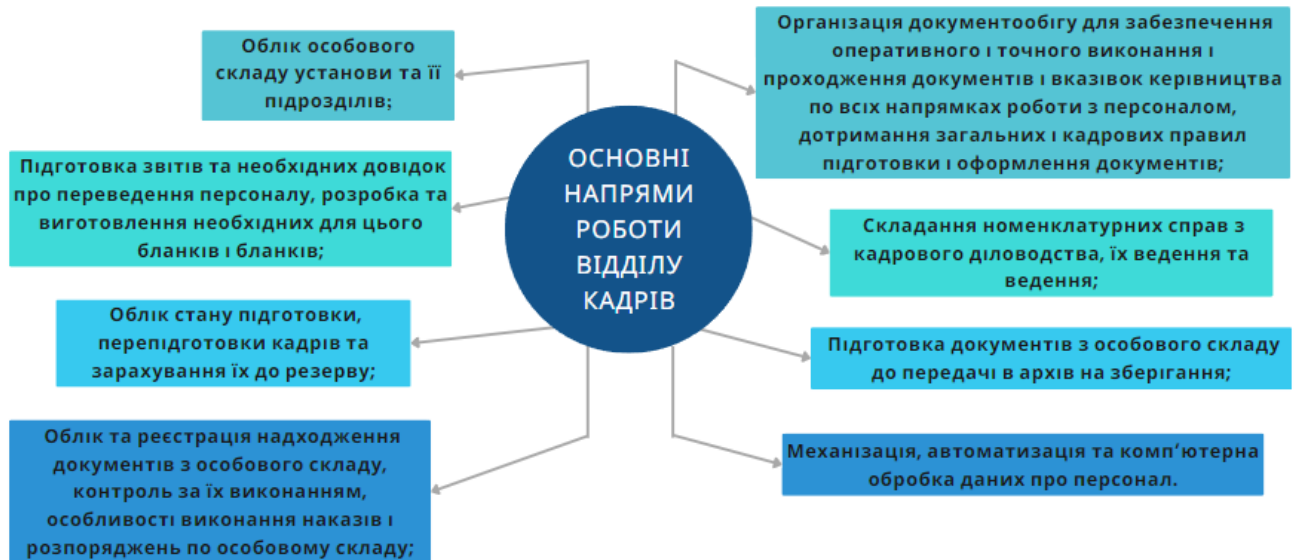 ОСНОВНІ
НАПРЯМИ
РОБОТИ
ВІДДІЛУ
КАДРІВ
Облік особового
складу установи та її
підрозділів;
Підготовка звітів та необхідних довідок
про переведення персоналу, розробка та
виготовлення необхідних для цього
бланків і бланків;
Облік стану підготовки,
перепідготовки кадрів та
зарахування їх до резерву;
Облік та реєстрація надходження
документів з особового складу,
контроль за їх виконанням,
особливості виконання наказів і
розпоряджень по особовому складу;
Організація документообігу для забезпечення
оперативного і точного виконання і
проходження документів і вказівок керівництва
по всіх напрямках роботи з персоналом,
дотримання загальних і кадрових правил
підготовки і оформлення документів;
Складання номенклатурних справ з
кадрового діловодства, їх ведення та
ведення;
Підготовка документів з особового складу
до передачі в архів на зберігання;
Механізація, автоматизація та комп‘ютерна
обробка даних про персонал.